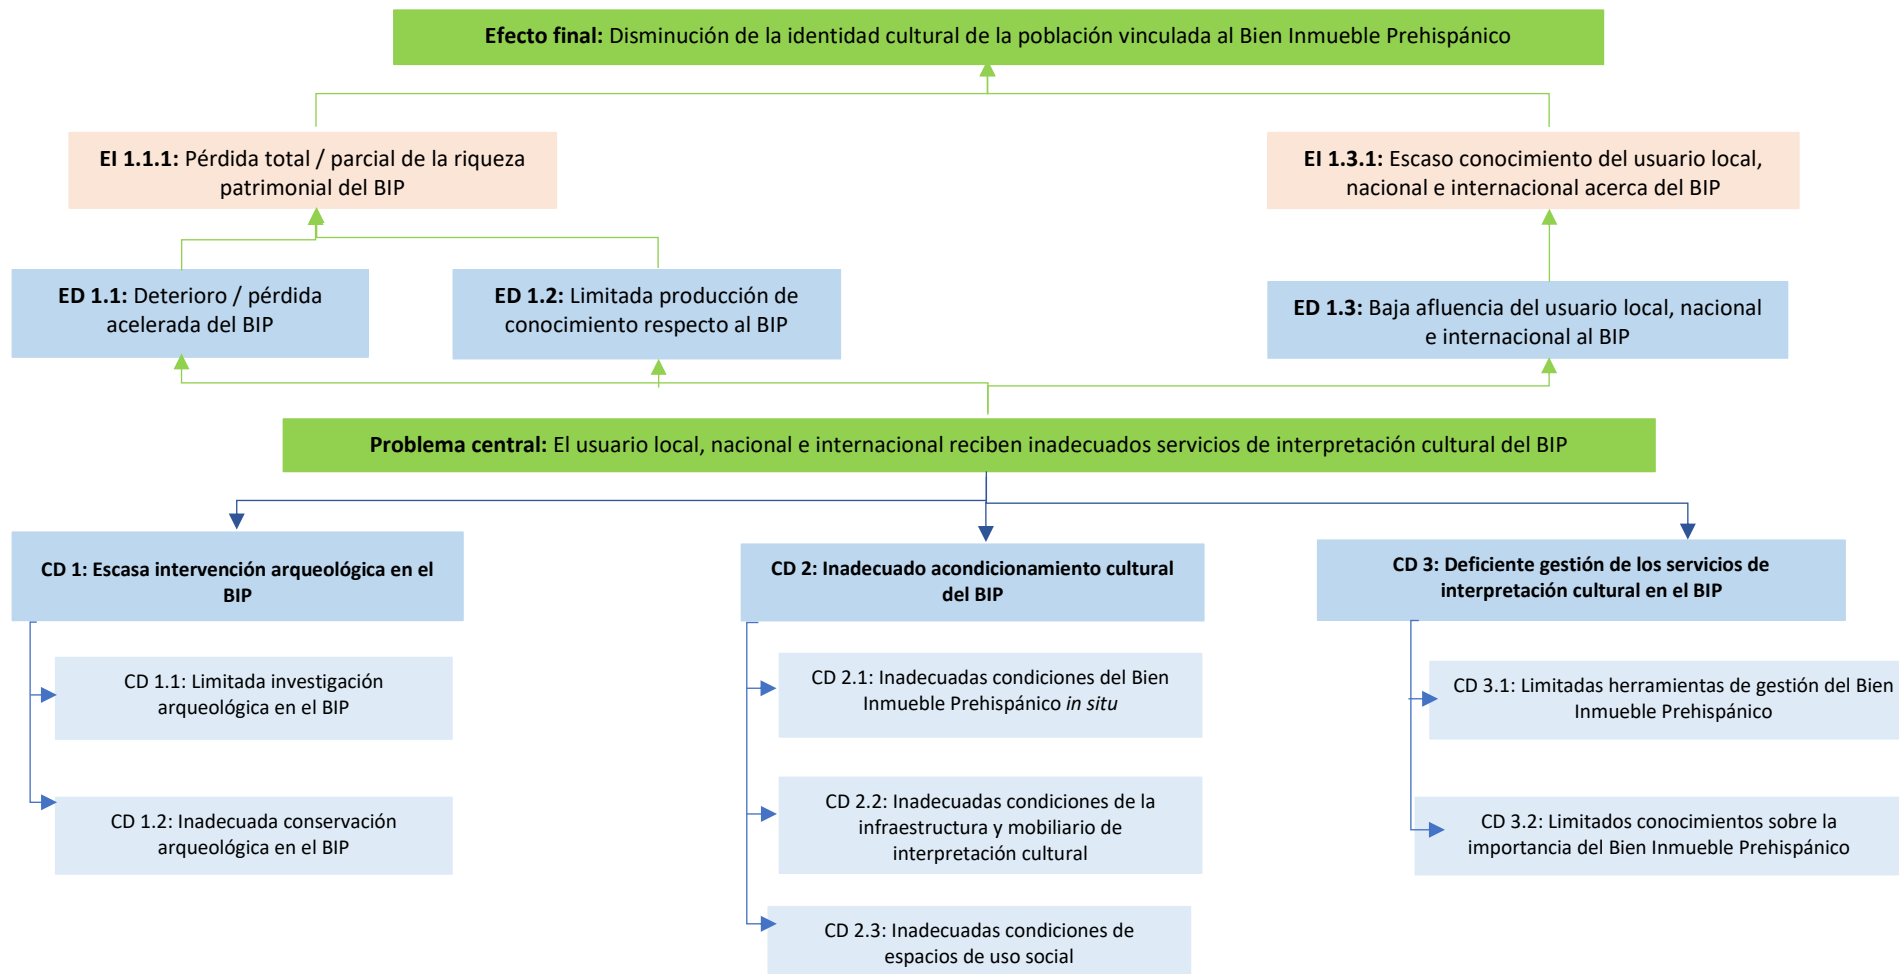 Efecto final: Disminución de la identidad cultural de la población vinculada al Bien Inmueble Prehispánico
EI 1.1.1: Pérdida total / parcial de la riqueza
patrimonial del BIP
EI 1.3.1: Escaso conocimiento del usuario local,
nacional e internacional acerca del BIP
ED 1.1: Deterioro / pérdida
acelerada del BIP
ED 1.2: Limitada producción de
conocimiento respecto al BIP
ED 1.3: Baja afluencia del usuario local, nacional
e internacional al BIP
Problema central: El usuario local, nacional e internacional reciben inadecuados servicios de interpretación cultural del BIP
CD 1: Escasa intervención arqueológica en el
BIP
CD 1.1: Limitada investigación
arqueológica en el BIP
CD 1.2: Inadecuada conservación
arqueológica en el BIP
CD 2: Inadecuado acondicionamiento cultural
del BIP
CD 2.1: Inadecuadas condiciones del Bien
Inmueble Prehispánico in situ
CD 2.2: Inadecuadas condiciones de la
infraestructura y mobiliario de
interpretación cultural
CD 2.3: Inadecuadas condiciones de
espacios de uso social
CD 3: Deficiente gestión de los servicios de
interpretación cultural en el BIP
CD 3.1: Limitadas herramientas de gestión del Bien
Inmueble Prehispánico
CD 3.2: Limitados conocimientos sobre la
importancia del Bien Inmueble Prehispánico